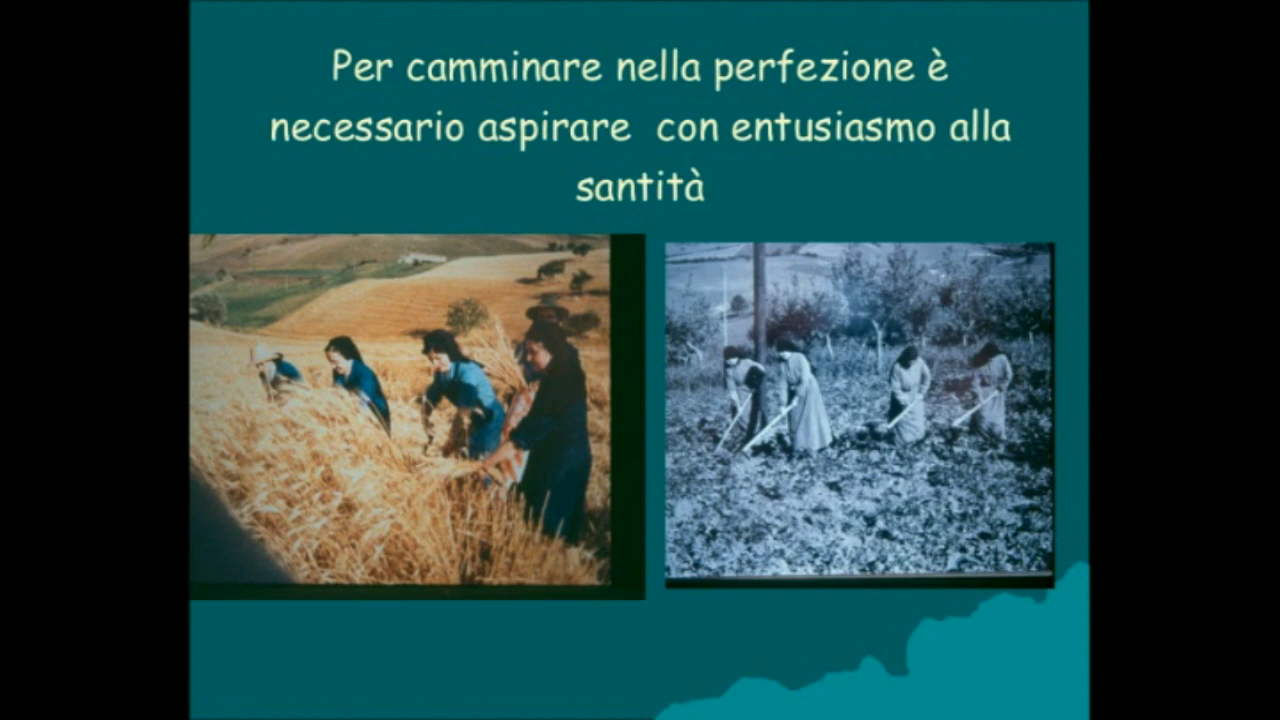 Per camminare nella perfezione è
necessario aspirare  con entusiasmo alla
santità